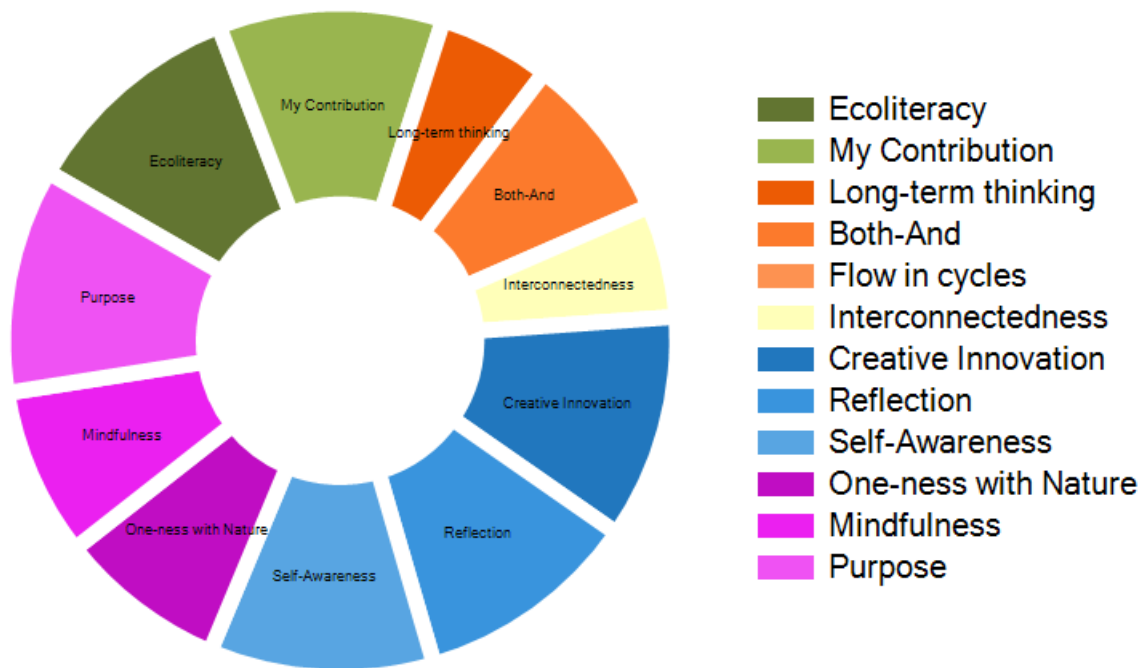 My Contribution
Long-term thinking
Ecoliteracy
Both-And
Interconnectedness
Purpose
Creative Innovation
Mindfulness
One-ness with Nature
Reflection
Self-Awareness
Ecoliteracy
My Contribution
Long-term thinking
Both-And
Flow in cycles
Interconnectedness
Creative Innovation
Reflection
Self-Awareness
One-ness with Nature
Mindfulness
Purpose